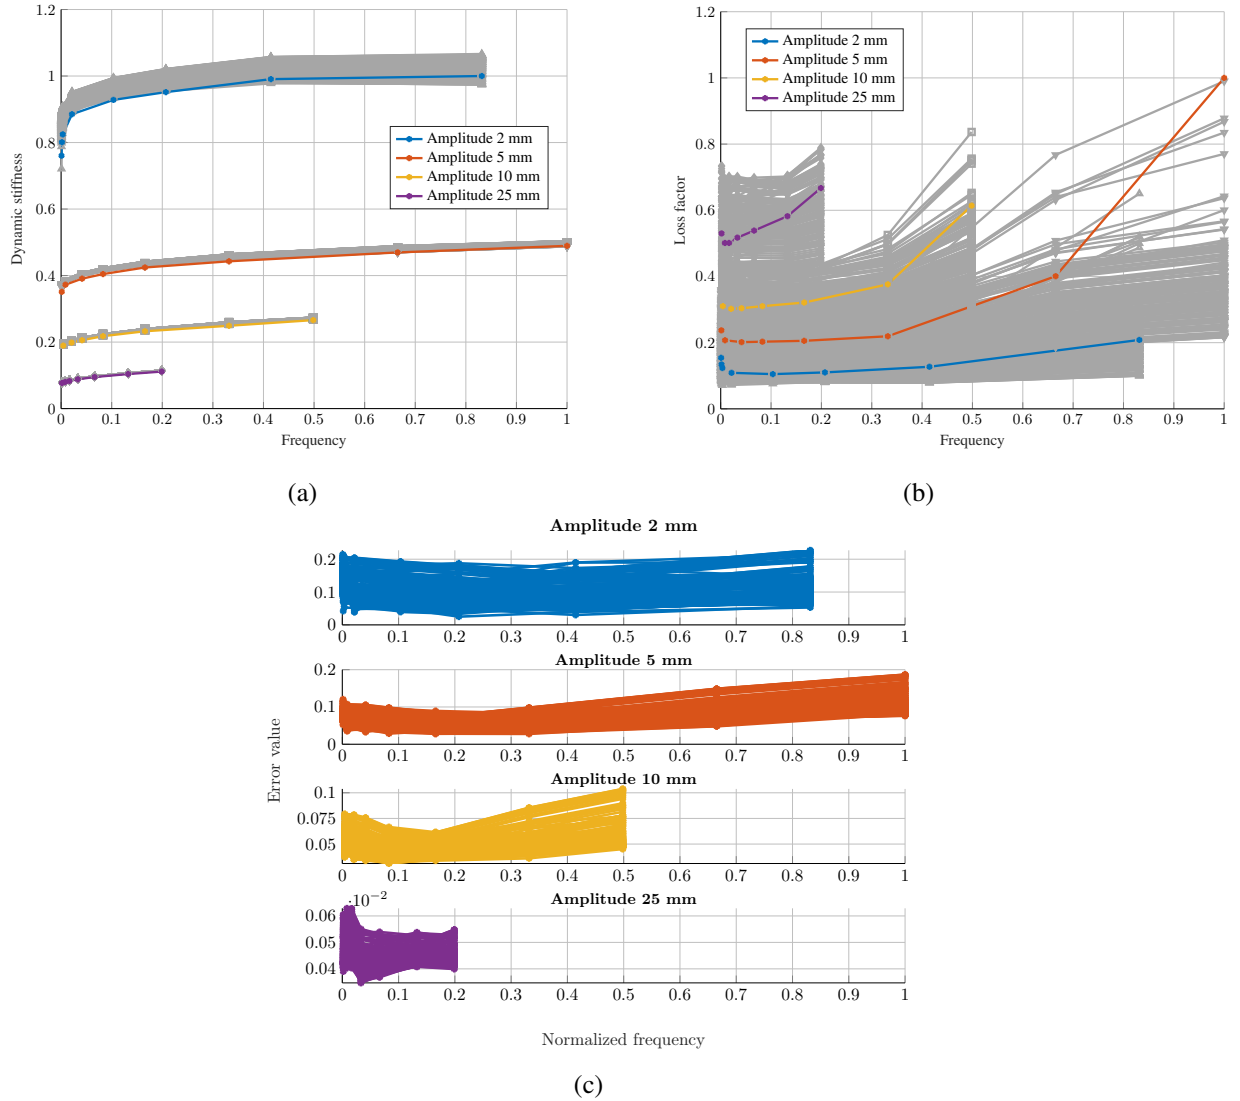 1.2
1
0.8
0.6
0.4
0.2
0
Dynamic stiffness
Amplitude 2 mm
Amplitude 5 mm
Amplitude 10 mm
Amplitude 25 mm
0 0.1 0.2 0.3 0.4 0.5 0.6 0.7 0.8 0.9 1
Frequency
(a)
1.2
1
0.8
0.6
0.4
0.2
0
Loss factor
Amplitude 2 mm
Amplitude 5 mm
Amplitude 10 mm
Amplitude 25 mm
0 0.1 0.2 0.3 0.4 0.5 0.6 0.7 0.8 0.9 1
Frequency
(b)
Amplitude 2 mm
0.2
0.1
0
0 0.1 0.2 0.3 0.4 0.5 0.6 0.7 0.8 0.9 1
Amplitude 5 mm
0.2
0.1
0
0 0.1 0.2 0.3 0.4 0.5 0.6 0.7 0.8 0.9 1
Error value
Amplitude 10 mm
0.1
0.075
0.05
0 0.1 0.2 0.3 0.4 0.5 0.6 0.7 0.8 0.9 1
Amplitude 25 mm
·10⁻²
0.06
0.05
0.04
0 0.1 0.2 0.3 0.4 0.5 0.6 0.7 0.8 0.9 1
Normalized frequency
(c)